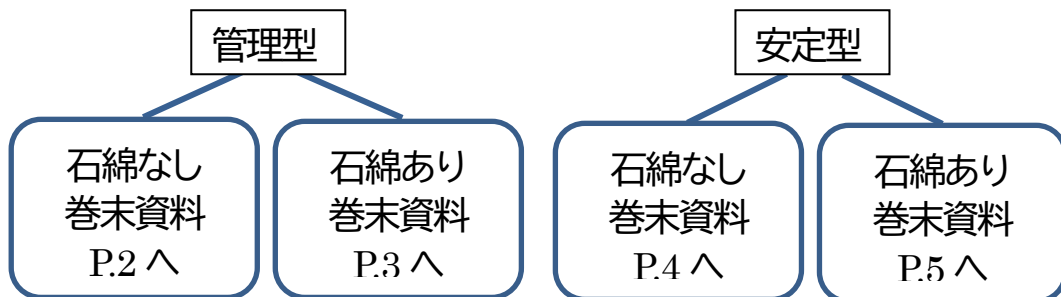 管理型
安定型
石綿なし
巻末資料
P.2 へ
石綿あり
巻末資料
P.3 へ
石綿なし
巻末資料
P.4 へ
石綿あり
巻末資料
P.5 へ